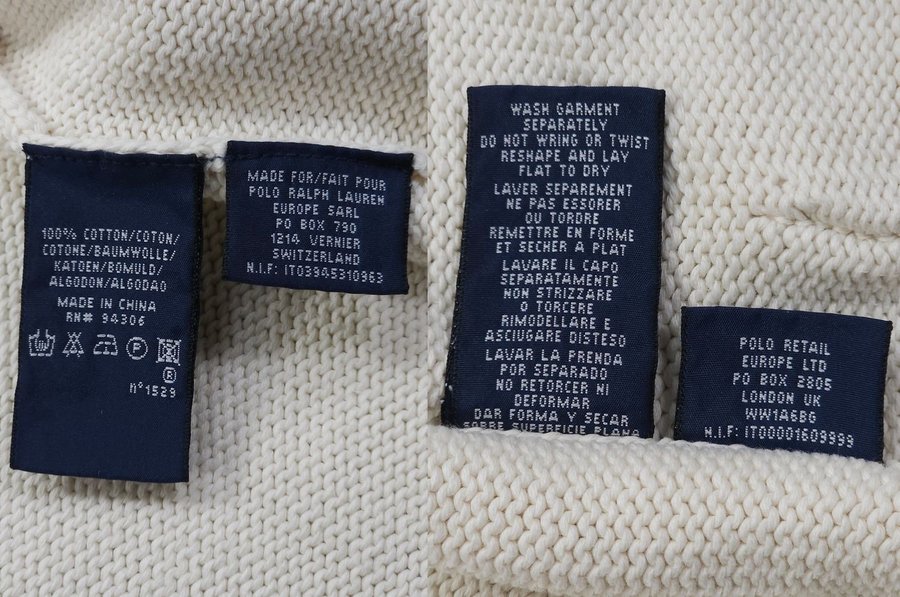 100% COTTON/COTON/
COTONE/BAUMWOLLE/
KATOEN/BOMULD/
ALGODON/ALGODAO
MADE IN CHINA
RN# 94306
P
®
n°1529
MADE FOR/FAIT POUR
POLO RALPH LAUREN
EUROPE SARL
PO BOX 790
1214 VERNIER
SWITZERLAND
N.I.F: IT03945310963
WASH GARMENT
SEPARATELY
DO NOT WRING OR TWIST
RESHAPE AND LAY
FLAT TO DRY
LAVER SEPAREMENT
NE PAS ESSORER
OU TORDRE
REMETTRE EN FORME
ET SECHER A PLAT
LAVARE IL CAPO
SEPARATAMENTE
NON STRIZZARE
O TORCERE
RIMODELLARE E
ASCIUGARE DISTESO
LAVAR LA PRENDA
POR SEPARADO
NO RETORCER NI
DEFORMAR
DAR FORMA Y SECAR
SOBRE SUPERFICIE PLANA
POLO RETAIL
EUROPE LTD
PO BOX 2805
LONDON UK
WW1A6BG
N.I.F: IT00001609999